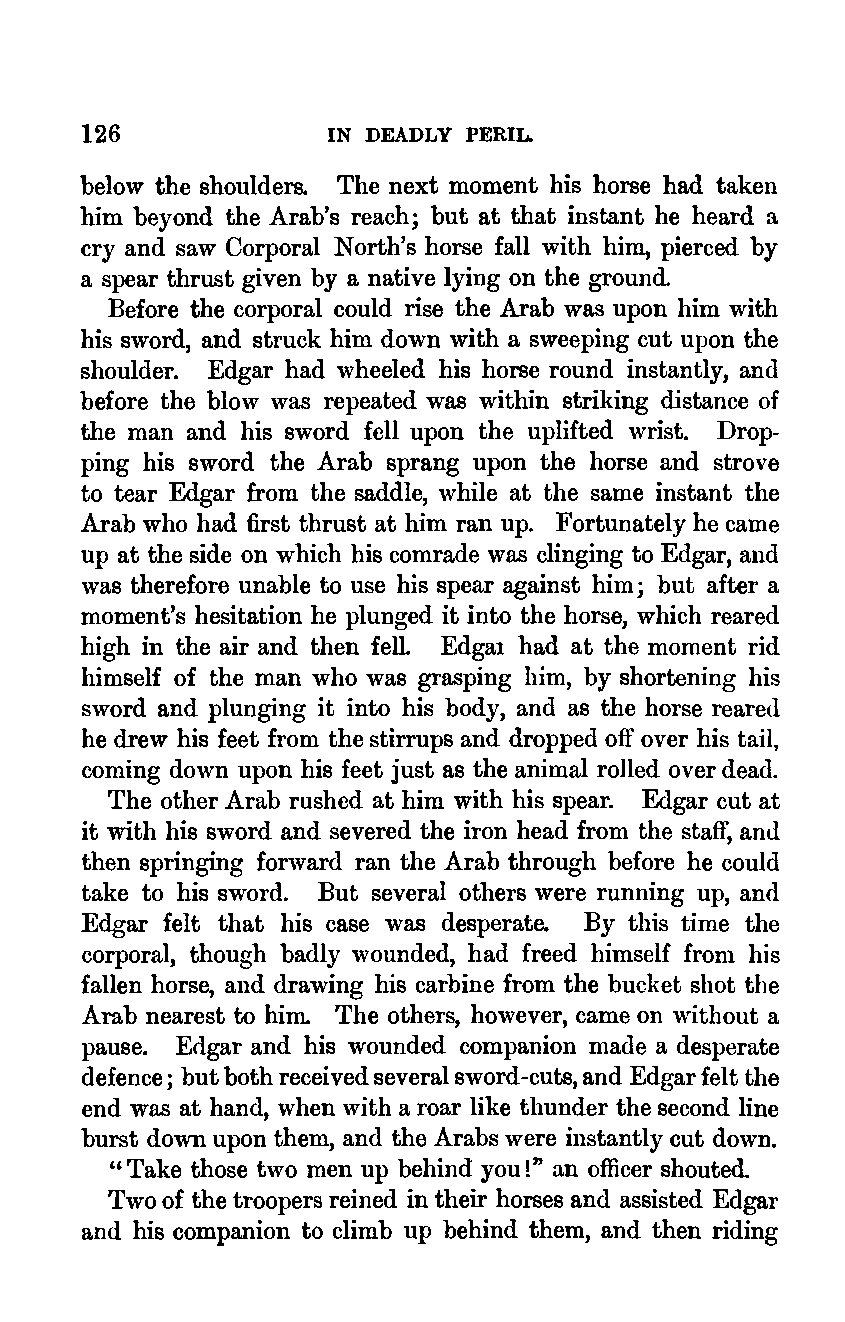 126 IN DEADLY PERIL.
below the shoulders. The next moment his horse had taken
him beyond the Arab's reach; but at that instant he heard a
cry and saw Corporal North's horse fall with him, pierced by
a spear thrust given by a native lying on the ground.
Before the corporal could rise the Arab was upon him with
his sword, and struck him down with a sweeping cut upon the
shoulder. Edgar had wheeled his horse round instantly, and
before the blow was repeated was within striking distance of
the man and his sword fell upon the uplifted wrist. Drop-
ping his sword the Arab sprang upon the horse and strove
to tear Edgar from the saddle, while at the same instant the
Arab who had first thrust at him ran up. Fortunately he came
up at the side on which his comrade was clinging to Edgar, and
was therefore unable to use his spear against him; but after a
moment's hesitation he plunged it into the horse, which reared
high in the air and then fell. Edgar had at the moment rid
himself of the man who was grasping him, by shortening his
sword and plunging it into his body, and as the horse reared
he drew his feet from the stirrups and dropped off over his tail,
coming down upon his feet just as the animal rolled over dead.
The other Arab rushed at him with his spear. Edgar cut at
it with his sword and severed the iron head from the staff, and
then springing forward ran the Arab through before he could
take to his sword. But several others were running up, and
Edgar felt that his case was desperate. By this time the
corporal, though badly wounded, had freed himself from his
fallen horse, and drawing his carbine from the bucket shot the
Arab nearest to him. The others, however, came on without a
pause. Edgar and his wounded companion made a desperate
defence; but both received several sword-cuts, and Edgar felt the
end was at hand, when with a roar like thunder the second line
burst down upon them, and the Arabs were instantly cut down.
"Take those two men up behind you!" an officer shouted.
Two of the troopers reined in their horses and assisted Edgar
and his companion to climb up behind them, and then riding